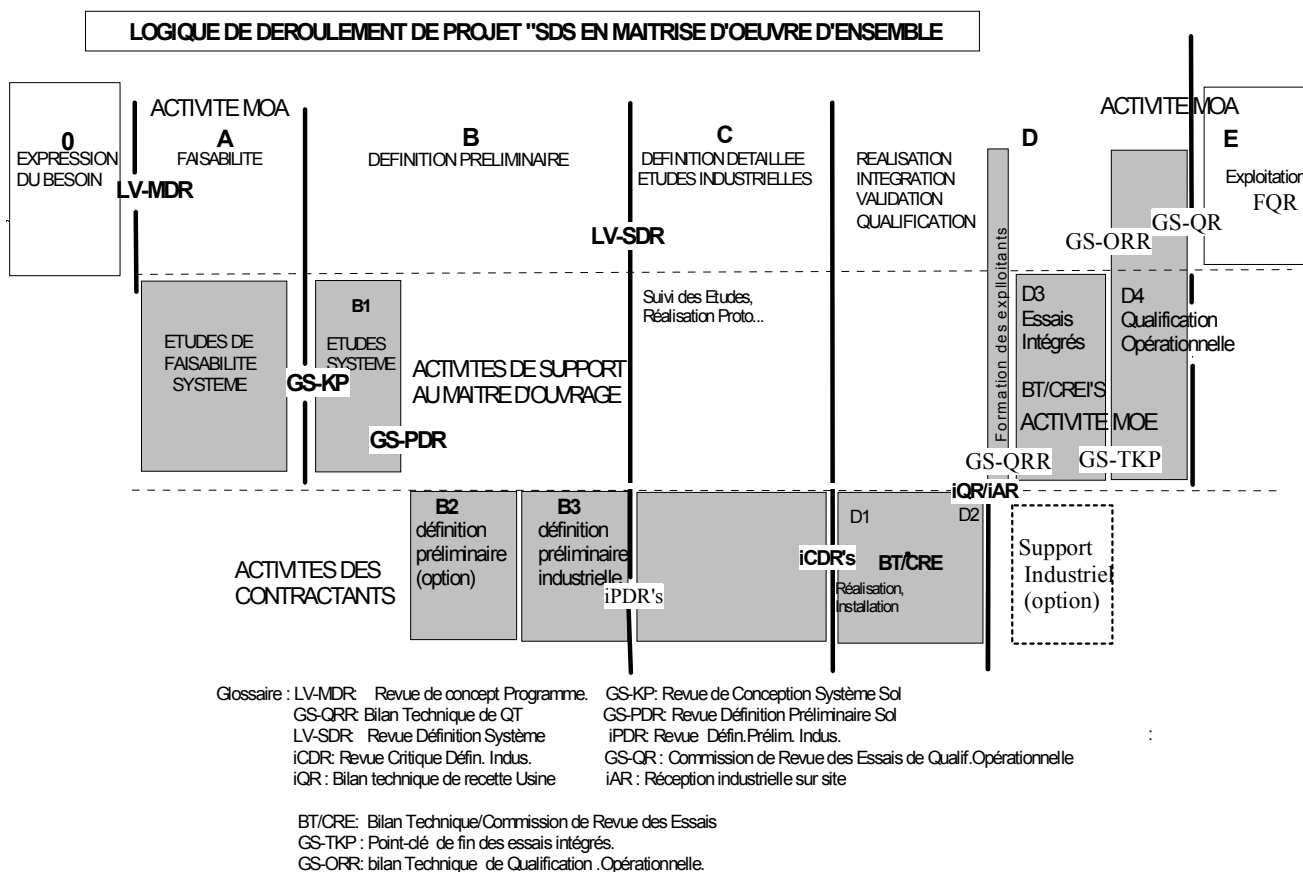 LOGIQUE DE DEROULEMENT DE PROJET "SDS EN MAITRISE D'OEUVRE D'ENSEMBLE
0
EXPRESSION
DU BESOIN
LV-MDR
ACTIVITE MOA
A
FAISABILITE
B
DEFINITION PRELIMINAIRE
LV-SDR
C
DEFINITION DETAILLEE
ETUDES INDUSTRIELLES
REALISATION
INTEGRATION
VALIDATION
QUALIFICATION
D
ACTIVITE MOA
GS-ORR
GS-QR
E
Exploitation
FQR
ETUDES DE
FAISABILITE
SYSTEME
GS-KP
B1
ETUDES
SYSTEME
GS-PDR
ACTIVITES DE SUPPORT
AU MAITRE D'OUVRAGE
Suivi des Etudes,
Réalisation Proto...
Formation des explloitants
D3
Essais
Intégrés
BT/CREI'S
D4
Qualification
Opérationnelle
ACTIVITE MOE
GS-QRR
GS-TKP
iQR/iAR
ACTIVITES DES
CONTRACTANTS
B2
définition
préliminaire
(option)
B3
définition
préliminaire
industrielle
iPDR's
iCDR's
D1
D2
BT/CRE
Réalisation,
Installation
Support
Industriel
(option)
Glossaire : LV-MDR: Revue de concept Programme. GS-KP: Revue de Conception Système Sol
GS-QRR: Bilan Technique de QT GS-PDR: Revue Définition Préliminaire Sol
LV-SDR: Revue Définition Système iPDR: Revue Défin.Prélim. Indus. :
iCDR: Revue Critique Défin. Indus. GS-QR : Commission de Revue des Essais de Qualif.Opérationnelle
iQR : Bilan technique de recette Usine iAR : Réception industrielle sur site
BT/CRE: Bilan Technique/Commission de Revue des Essais
GS-TKP : Point-clé de fin des essais intégrés.
GS-ORR: bilan Technique de Qualification .Opérationnelle.